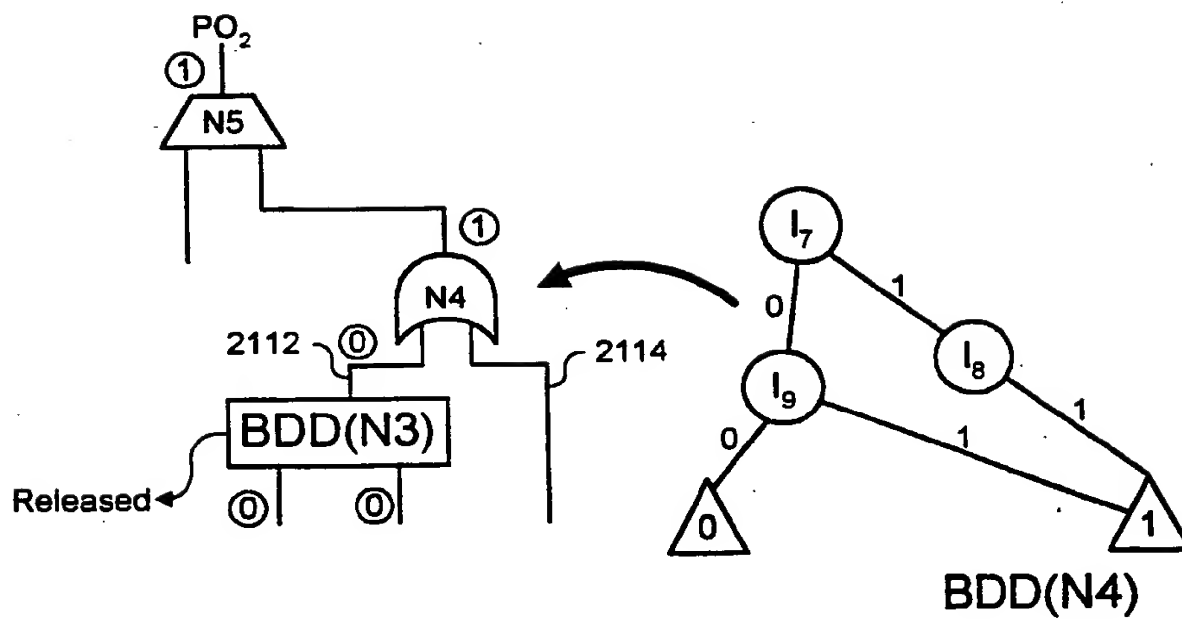 PO₂
①
N5
①
N4
2112
⓪
2114
BDD(N3)
Released
⓪
⓪
I₇
0
1
I₈
I₉
0
1
1
0
1
BDD(N4)